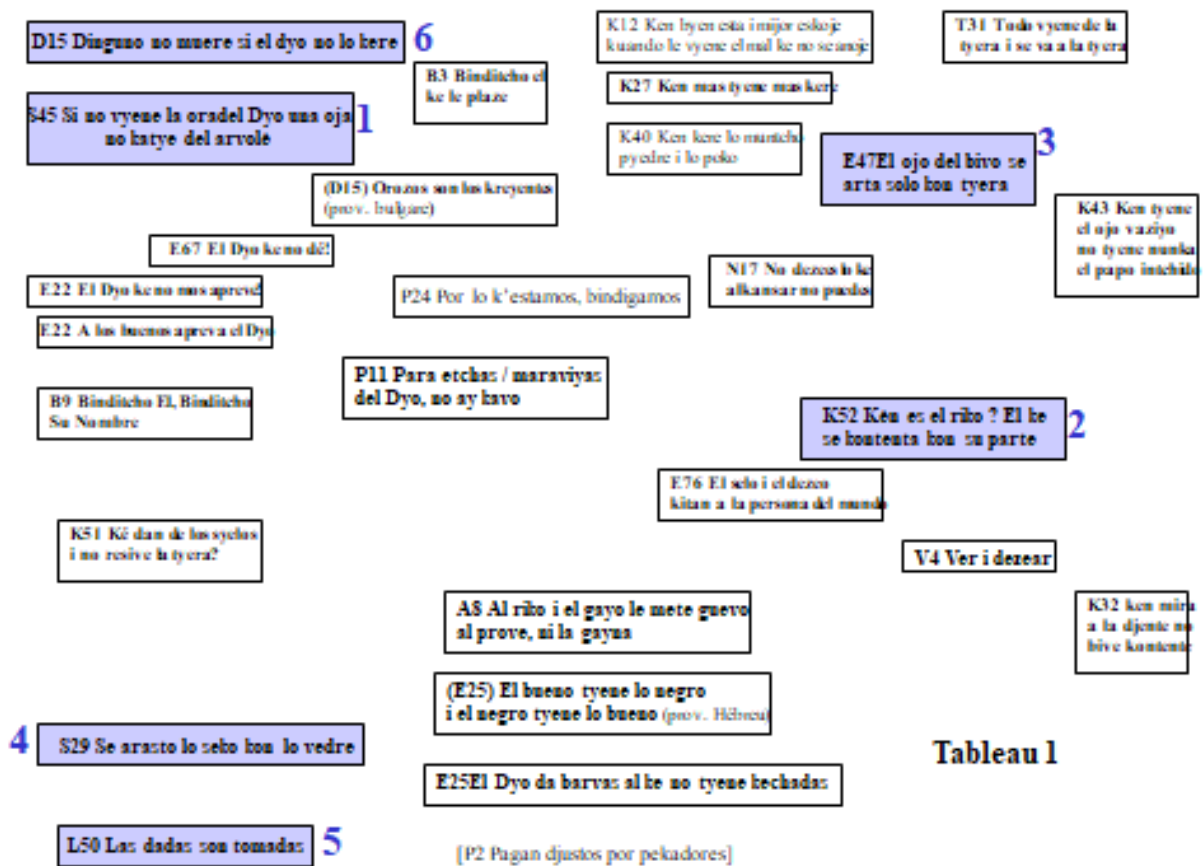 D15 Dinguno no muere si el dyo no lo kere
6
K12 Ken byen esta i mijor eskoje
kuando le vyene el mal ke no se anoje
T31 Todo vyene de la
tyera i se va a la tyera
B3 Binditcho el
ke le plaze
K27 Ken mas tyene mas kere
S45 Si no vyene la oradel Dyo una oja
no katye del arvolé
1
K40 Ken kere lo muntcho
pyedre i lo poko
E47El ojo del bivo se
arta solo kon tyera
3
(D15) Orozos son los kreyentes
(prov. bulgare)
K43 Ken tyene
el ojo vaziyo
no tyene nunka
el papo intchido
E67 El Dyo ke no dé!
E22 El Dyo ke no mos apreve!
P24 Por lo k'estamos, bindigamos
N17 No dezees lo ke
alkansar no puedes
E22 A los buenos apreva el Dyo
P11 Para etchas / maraviyas
del Dyo, no ay kavo
B9 Binditcho El, Binditcho
Su Nombre
K52 Ken es el riko ? El ke
se kontenta kon su parte
2
E76 El selo i el dezeo
kitan a la persona del mundo
K51 Ké dan de los syelos
i no resive la tyera?
V4 Ver i dezear
A8 Al riko i el gayo le mete guevo
al prove, ni la gayna
K32 ken mira
a la djente no
bive kontente
(E25) El bueno tyene lo negro
i el negro tyene lo bueno (prov. Hébreu)
4
S29 Se arasto lo seko kon lo vedre
Tableau 1
E25El Dyo da barvas al ke no tyene kechadas
L50 Las dadas son tomadas
5
[P2 Pagan djustos por pekadores]